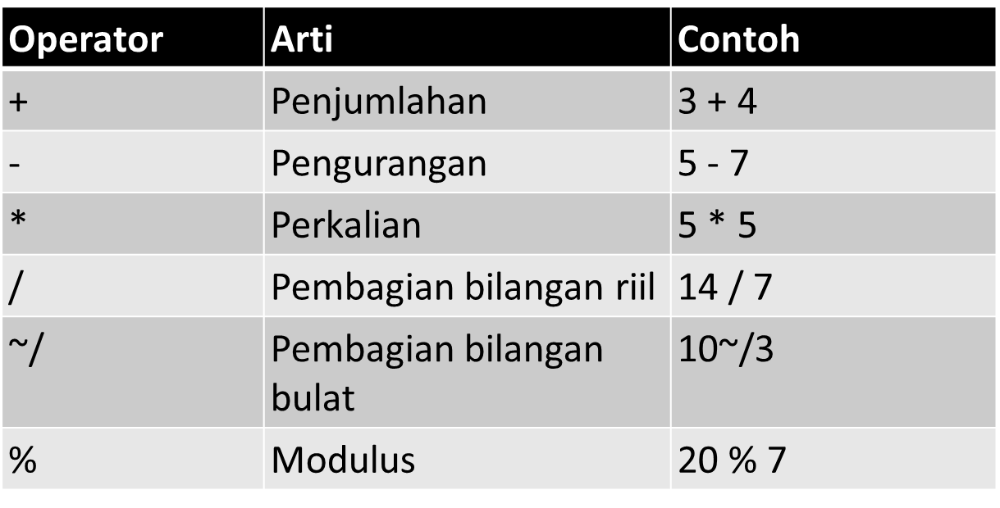 Operator Arti Contoh
+ Penjumlahan 3 + 4
- Pengurangan 5 - 7
* Perkalian 5 * 5
/ Pembagian bilangan riil 14 / 7
~/ Pembagian bilangan 10~/3
bulat
% Modulus 20 % 7